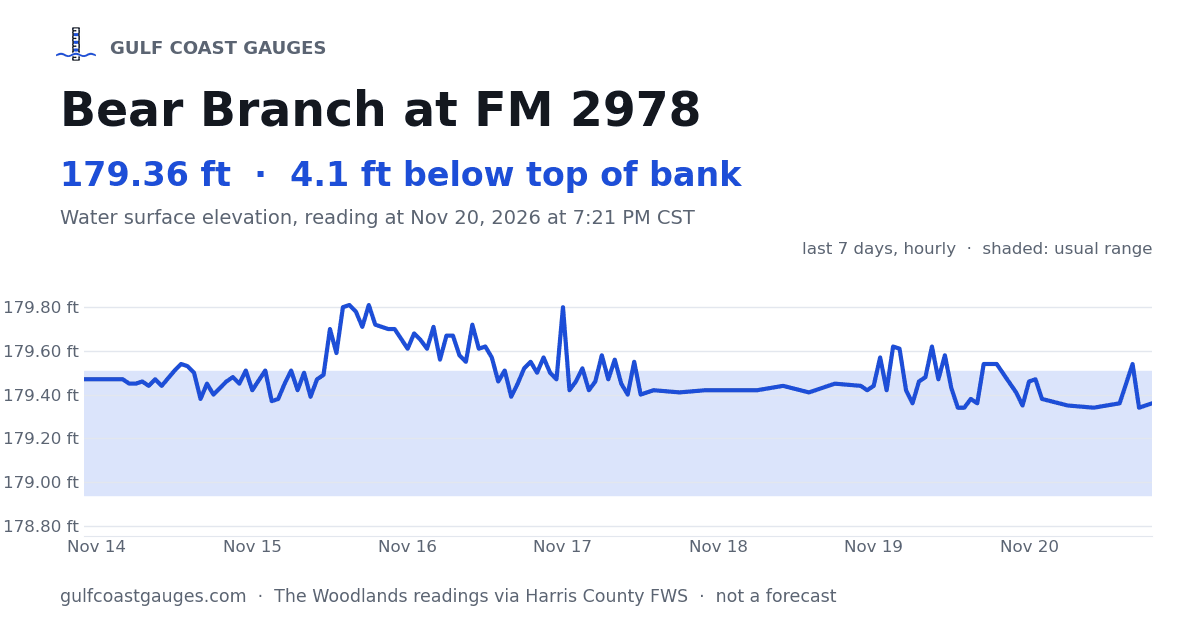 GULF COAST GAUGES
Bear Branch at FM 2978
179.36 ft · 4.1 ft below top of bank
Water surface elevation, reading at Nov 20, 2026 at 7:21 PM CST
last 7 days, hourly · shaded: usual range
179.80 ft
179.60 ft
179.40 ft
179.20 ft
179.00 ft
178.80 ft
Nov 14 Nov 15 Nov 16 Nov 17 Nov 18 Nov 19 Nov 20
gulfcoastgauges.com · The Woodlands readings via Harris County FWS · not a forecast